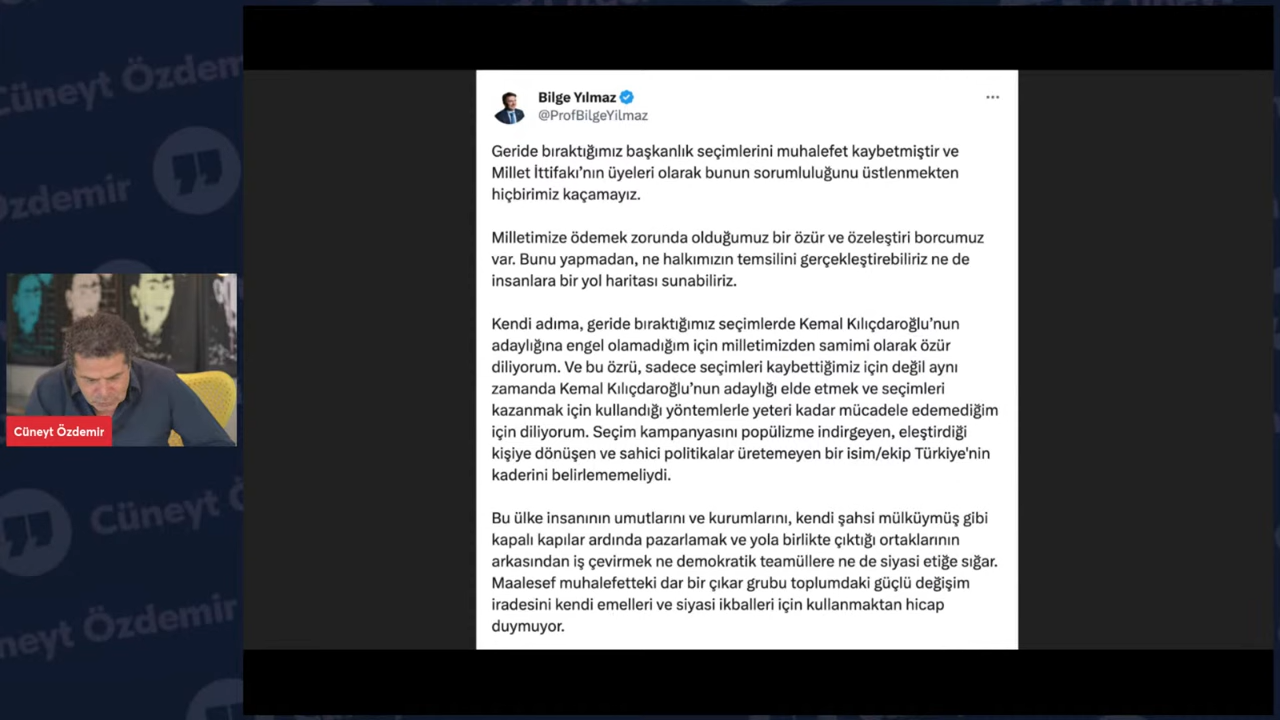 Cüneyt Özdemir
Cüneyt
Özdemir
Bilge Yılmaz
@ProfBilgeYilmaz
Geride bıraktığımız başkanlık seçimlerini muhalefet kaybetmiştir ve
Millet İttifakı'nın üyeleri olarak bunun sorumluluğunu üstlenmekten
hiçbirimiz kaçamayız.
Milletimize ödemek zorunda olduğumuz bir özür ve özeleştiri borcumuz
var. Bunu yapmadan, ne halkımızın temsilini gerçekleştirebiliriz ne de
insanlara bir yol haritası sunabiliriz.
Kendi adıma, geride bıraktığımız seçimlerde Kemal Kılıçdaroğlu'nun
adaylığına engel olamadığım için milletimizden samimi olarak özür
diliyorum. Ve bu özrü, sadece seçimleri kaybettiğimiz için değil aynı
zamanda Kemal Kılıçdaroğlu'nun adaylığı elde etmek ve seçimleri
kazanmak için kullandığı yöntemlerle yeteri kadar mücadele edemediğim
için diliyorum. Seçim kampanyasını popülizme indirgeyen, eleştirdiği
kişiye dönüşen ve sahici politikalar üretemeyen bir isim/ekip Türkiye'nin
kaderini belirlememeliydi.
Bu ülke insanının umutlarını ve kurumlarını, kendi şahsi mülküymüş gibi
kapalı kapılar ardında pazarlamak ve yola birlikte çıktığı ortaklarının
arkasından iş çevirmek ne demokratik teamüllere ne de siyasi etiğe sığar.
Maalesef muhalefetteki dar bir çıkar grubu toplumdaki güçlü değişim
iradesini kendi emelleri ve siyasi ikballeri için kullanmaktan hicap
duymuyor.
Cüneyt Özdemir
Cüneyt
neyt Özdemir